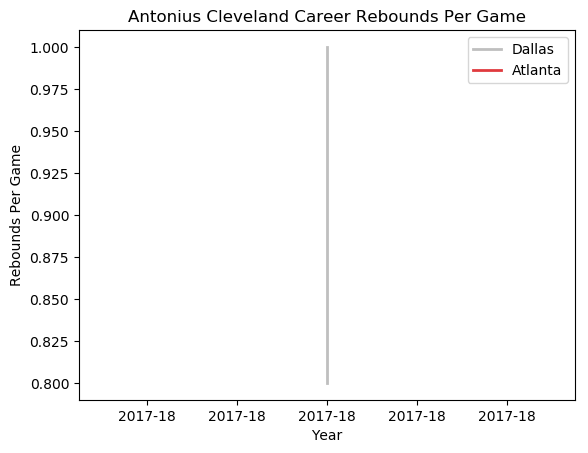 Antonius Cleveland Career Rebounds Per Game
Dallas
Atlanta
1.000
0.975
0.950
0.925
0.900
0.875
0.850
0.825
0.800
Rebounds Per Game
2017-18 2017-18 2017-18 2017-18 2017-18
Year